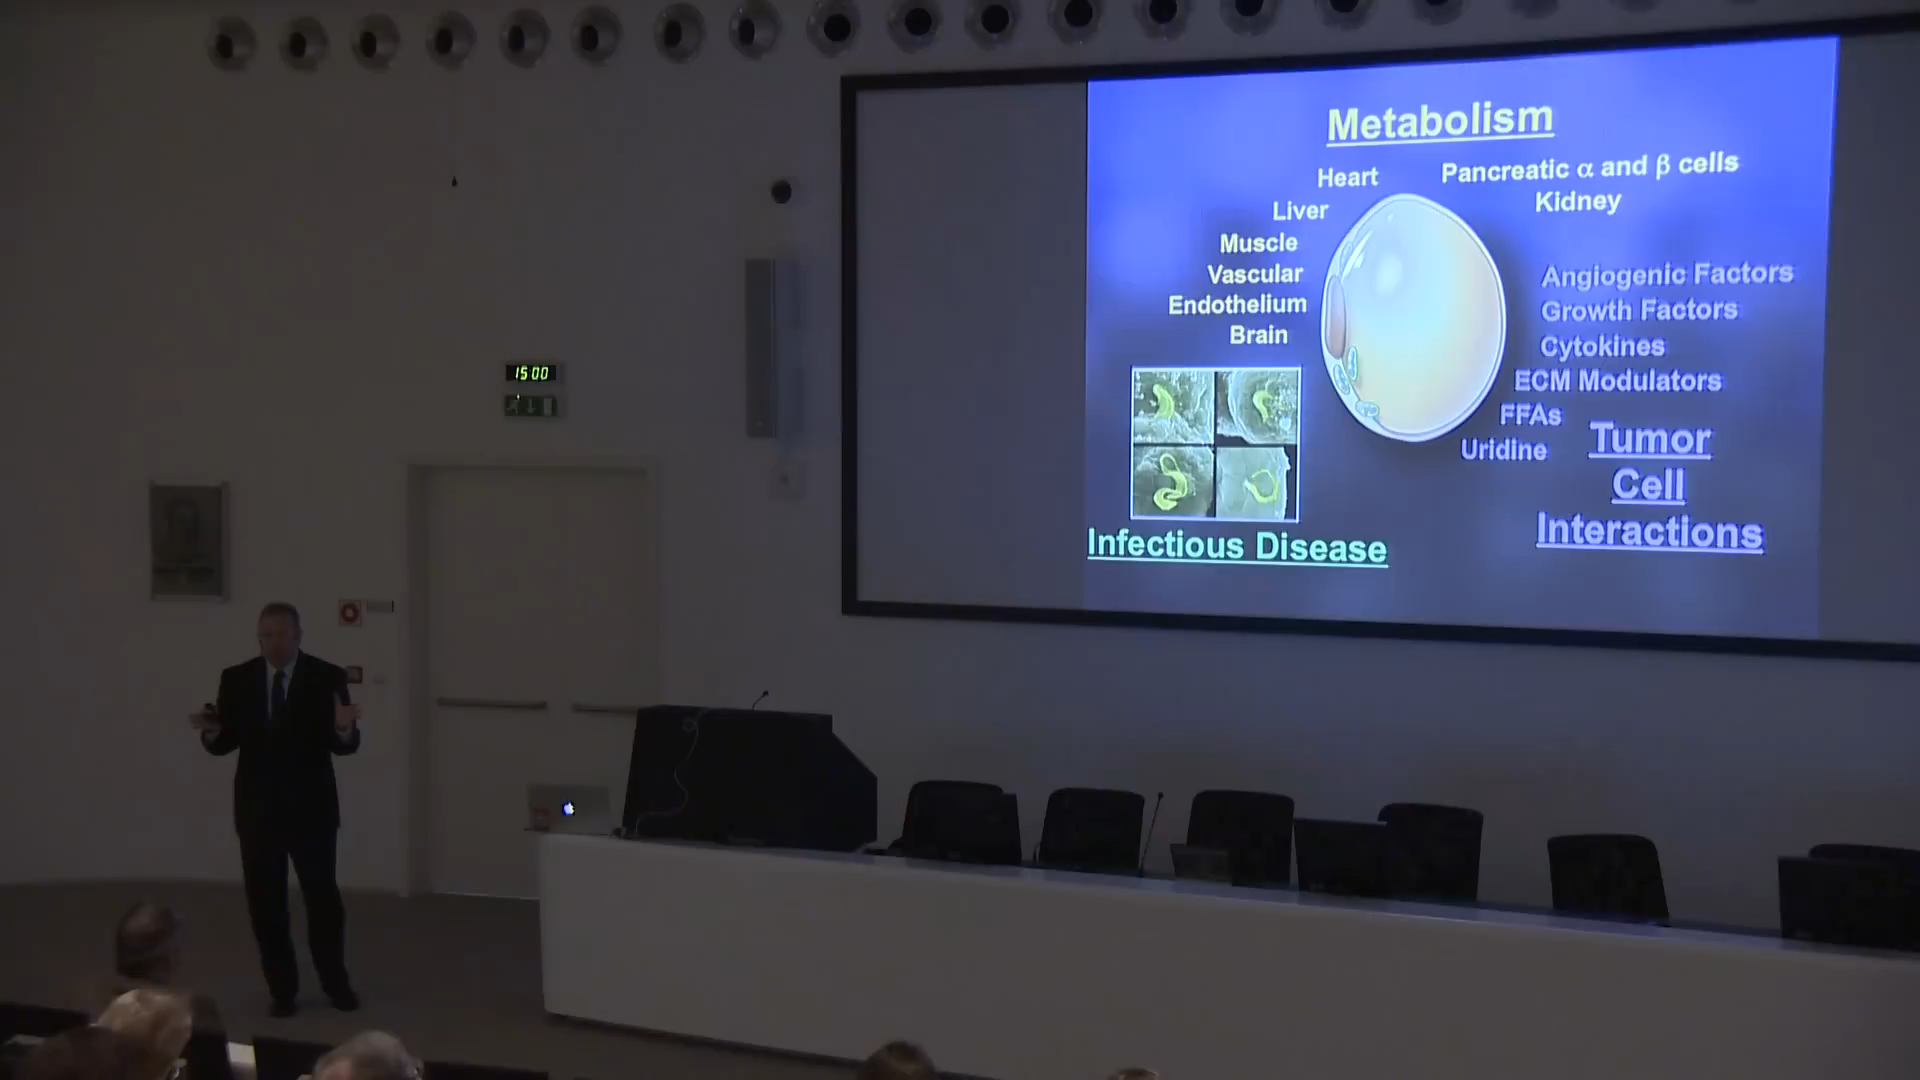 Metabolism
Heart
Pancreatic α and β cells
Liver
Kidney
Muscle
Vascular
Endothelium
Brain
Angiogenic Factors
Growth Factors
Cytokines
ECM Modulators
FFAs
Uridine
Tumor
Cell
Interactions
Infectious Disease
15:00